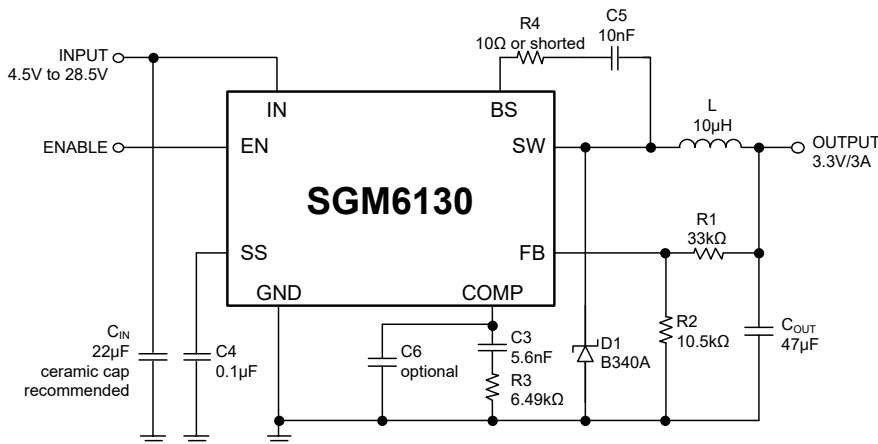 R4
10Ω or shorted
C5
10nF
INPUT
4.5V to 28.5V
IN
BS
L
10μH
ENABLE
EN
SW
OUTPUT
3.3V/3A
SGM6130
R1
33kΩ
SS
FB
GND
COMP
CIN
22μF
ceramic cap
recommended
C4
0.1μF
C6
optional
C3
5.6nF
R3
6.49kΩ
D1
B340A
R2
10.5kΩ
COUT
47μF